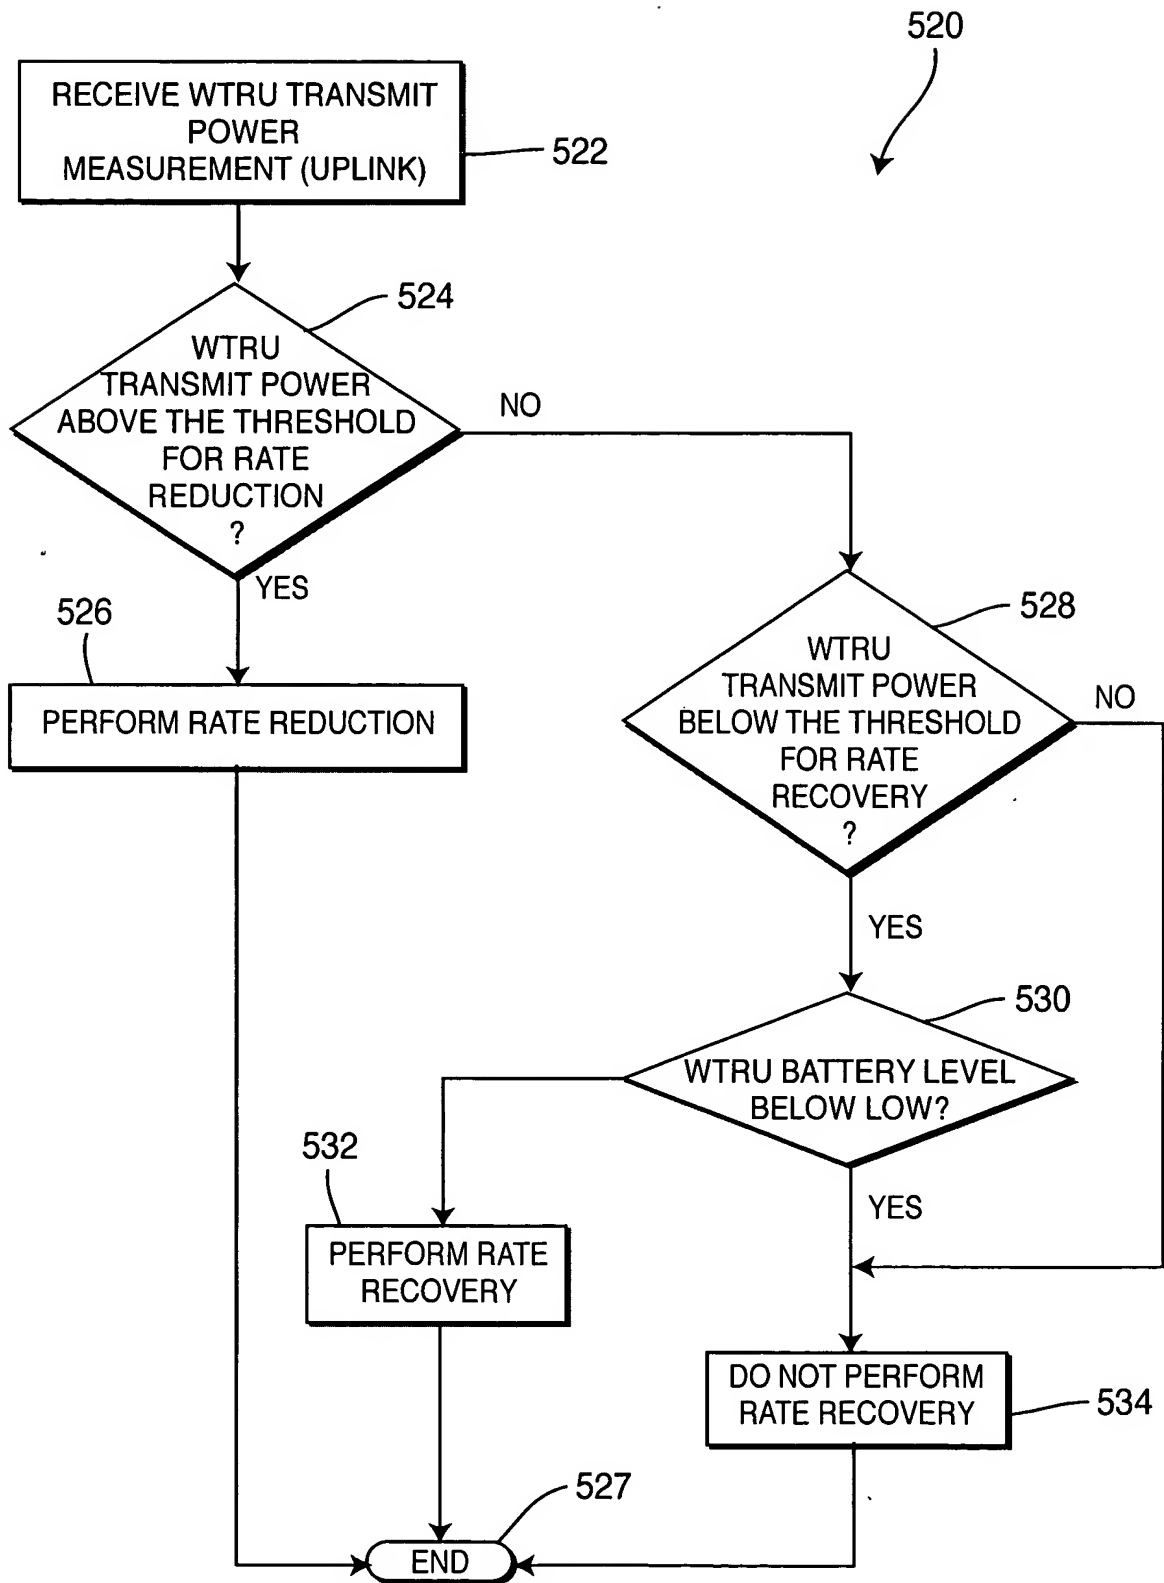 520
RECEIVE WTRU TRANSMIT
POWER
MEASUREMENT (UPLINK)
522
524
WTRU
TRANSMIT POWER
ABOVE THE THRESHOLD
FOR RATE
REDUCTION
?
NO
YES
526
PERFORM RATE REDUCTION
528
WTRU
TRANSMIT POWER
BELOW THE THRESHOLD
FOR RATE
RECOVERY
?
NO
YES
530
WTRU BATTERY LEVEL
BELOW LOW?
YES
532
PERFORM RATE
RECOVERY
DO NOT PERFORM
RATE RECOVERY
534
527
END